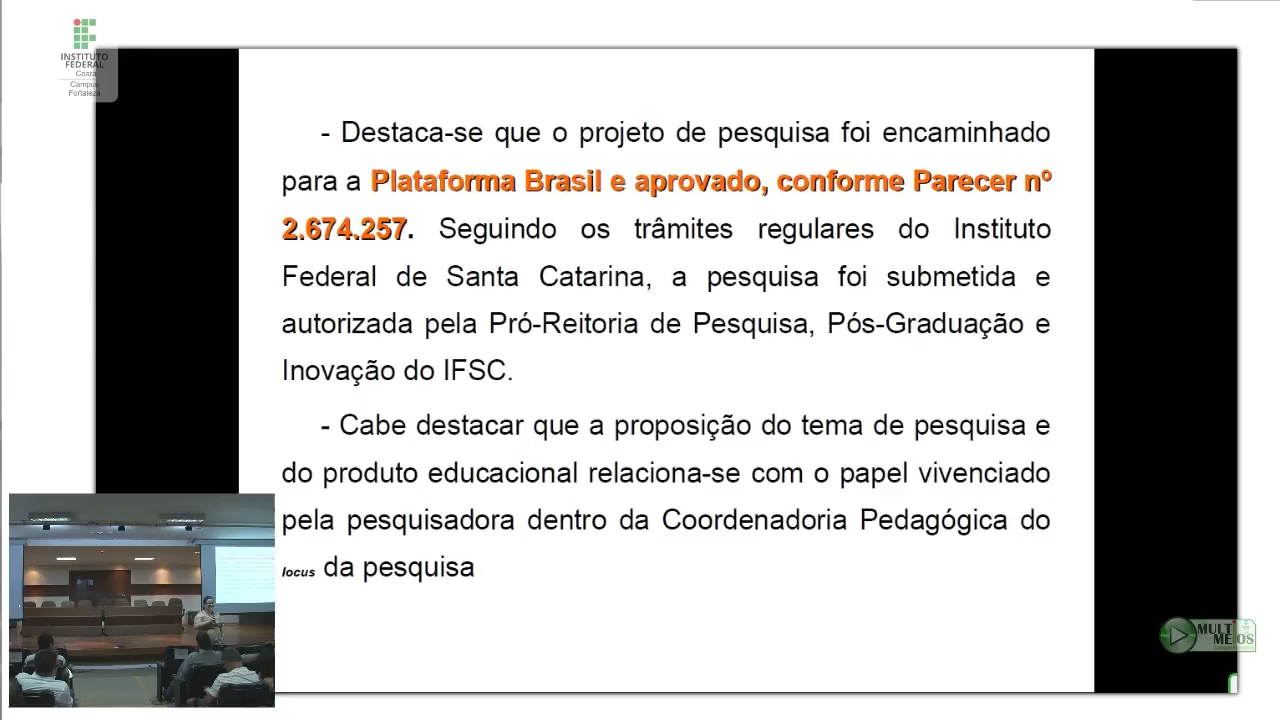 INSTITUTO
FEDERAL
Ceará
Campus
Fortaleza
- Destaca-se que o projeto de pesquisa foi encaminhado
para a Plataforma Brasil e aprovado, conforme Parecer nº
2.674.257. Seguindo os trâmites regulares do Instituto
Federal de Santa Catarina, a pesquisa foi submetida e
autorizada pela Pró-Reitoria de Pesquisa, Pós-Graduação e
Inovação do IFSC.
- Cabe destacar que a proposição do tema de pesquisa e
do produto educacional relaciona-se com o papel vivenciado
pela pesquisadora dentro da Coordenadoria Pedagógica do
locus da pesquisa
MULTI
MEIOS